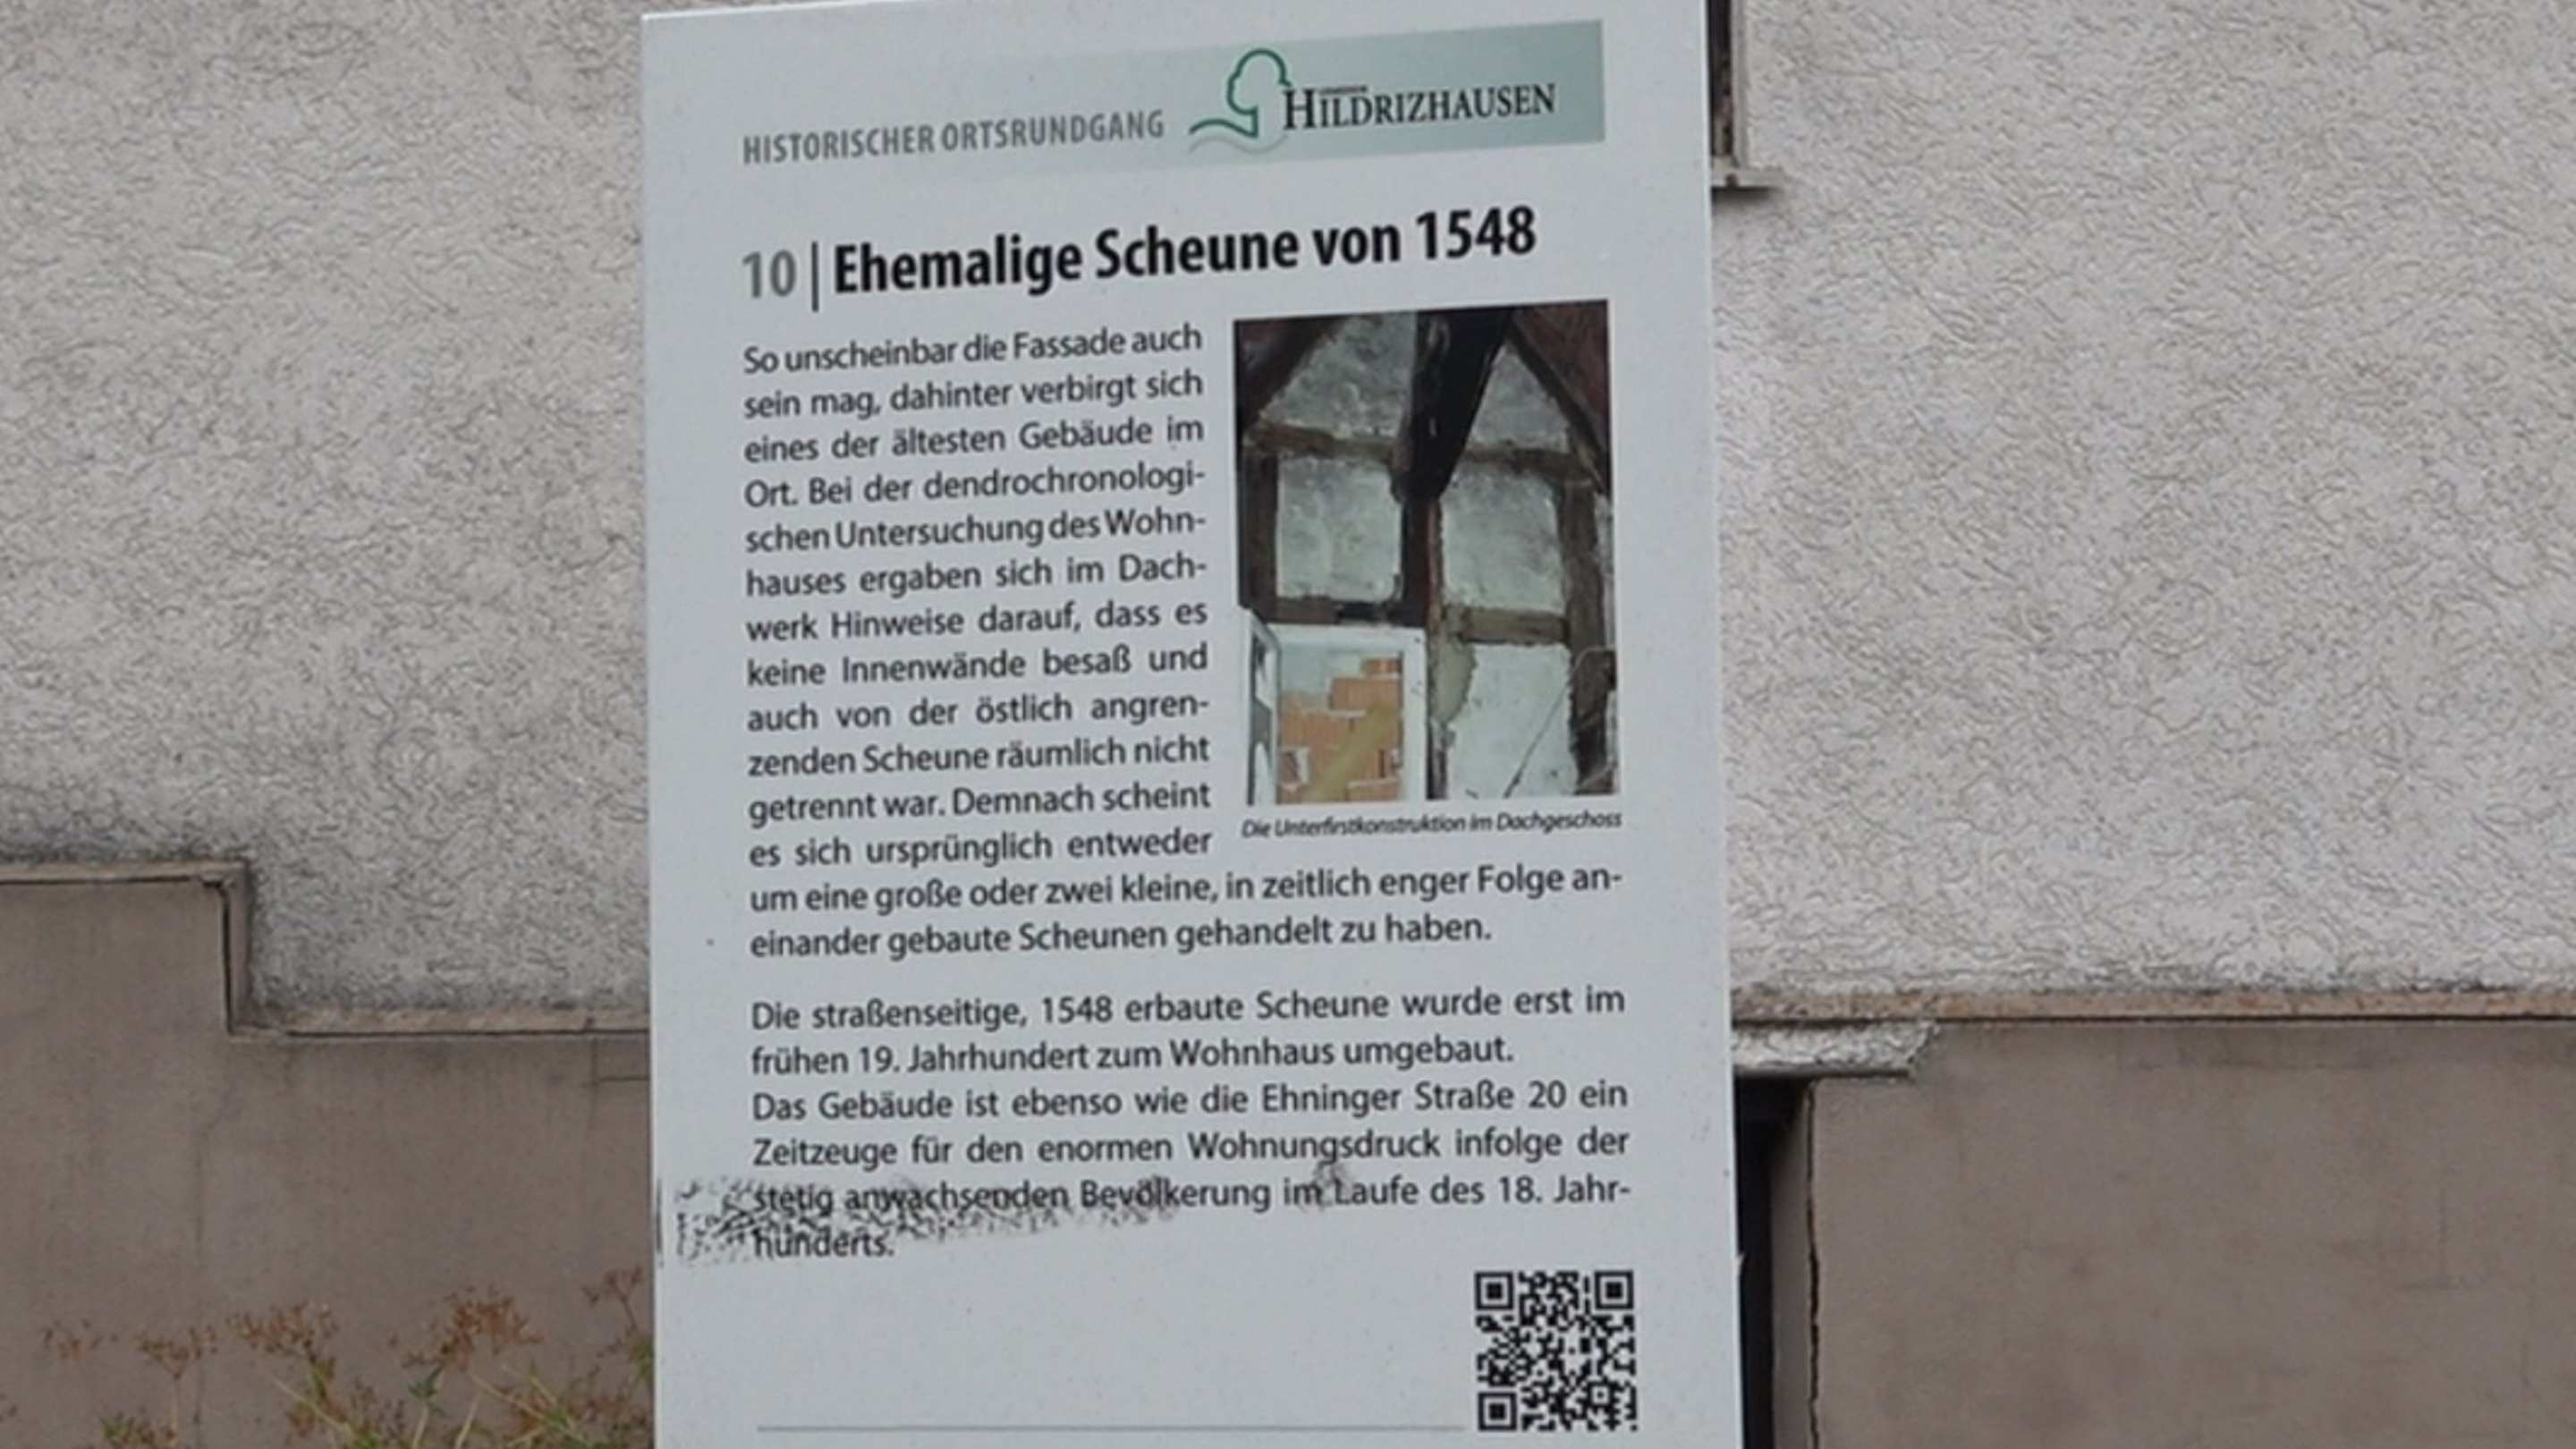 HISTORISCHER ORTSRUNDGANG
HILDRIZHAUSEN
10 | Ehemalige Scheune von 1548
So unscheinbar die Fassade auch
sein mag, dahinter verbirgt sich
eines der ältesten Gebäude im
Ort. Bei der dendrochronologi-
schen Untersuchung des Wohn-
hauses ergaben sich im Dach-
werk Hinweise darauf, dass es
keine Innenwände besaß und
auch von der östlich angren-
zenden Scheune räumlich nicht
getrennt war. Demnach scheint
es sich ursprünglich entweder
um eine große oder zwei kleine, in zeitlich enger Folge an-
einander gebaute Scheunen gehandelt zu haben.
Die Unterfirstkonstruktion im Dachgeschoss
Die straßenseitige, 1548 erbaute Scheune wurde erst im
frühen 19. Jahrhundert zum Wohnhaus umgebaut.
Das Gebäude ist ebenso wie die Ehninger Straße 20 ein
Zeitzeuge für den enormen Wohnungsdruck infolge der
stetig anwachsenden Bevölkerung im Laufe des 18. Jahr-
hunderts.